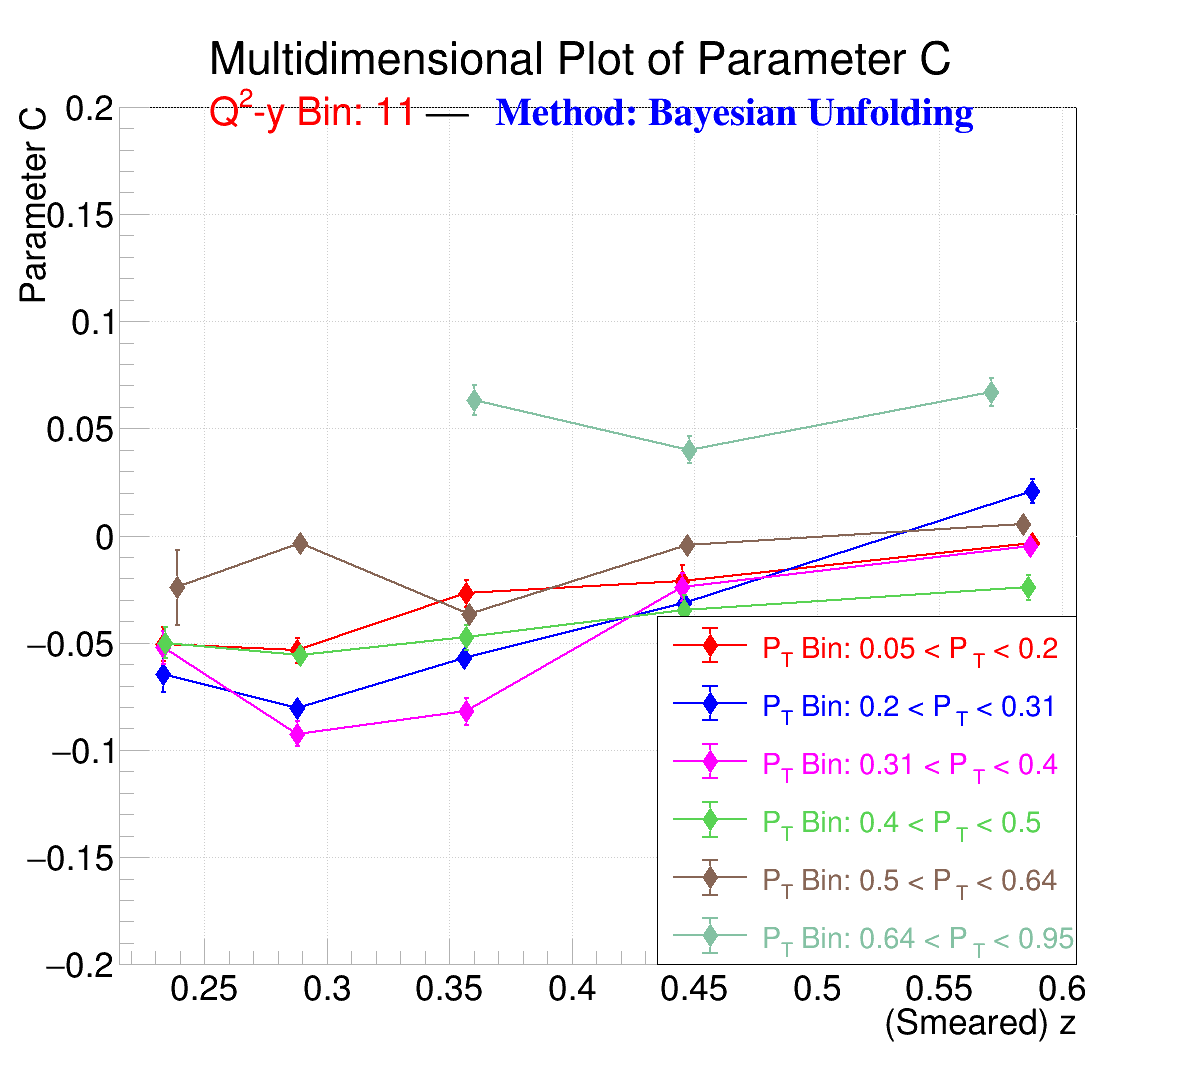 Multidimensional Plot of Parameter C
Q2-y Bin: 11 — Method: Bayesian Unfolding
Parameter C
0.2
0.15
0.1
0.05
0
−0.05
−0.1
−0.15
−0.2
PT Bin: 0.05 < PT < 0.2
PT Bin: 0.2 < PT < 0.31
PT Bin: 0.31 < PT < 0.4
PT Bin: 0.4 < PT < 0.5
PT Bin: 0.5 < PT < 0.64
PT Bin: 0.64 < PT < 0.95
0.25 0.3 0.35 0.4 0.45 0.5 0.55 0.6
(Smeared) z